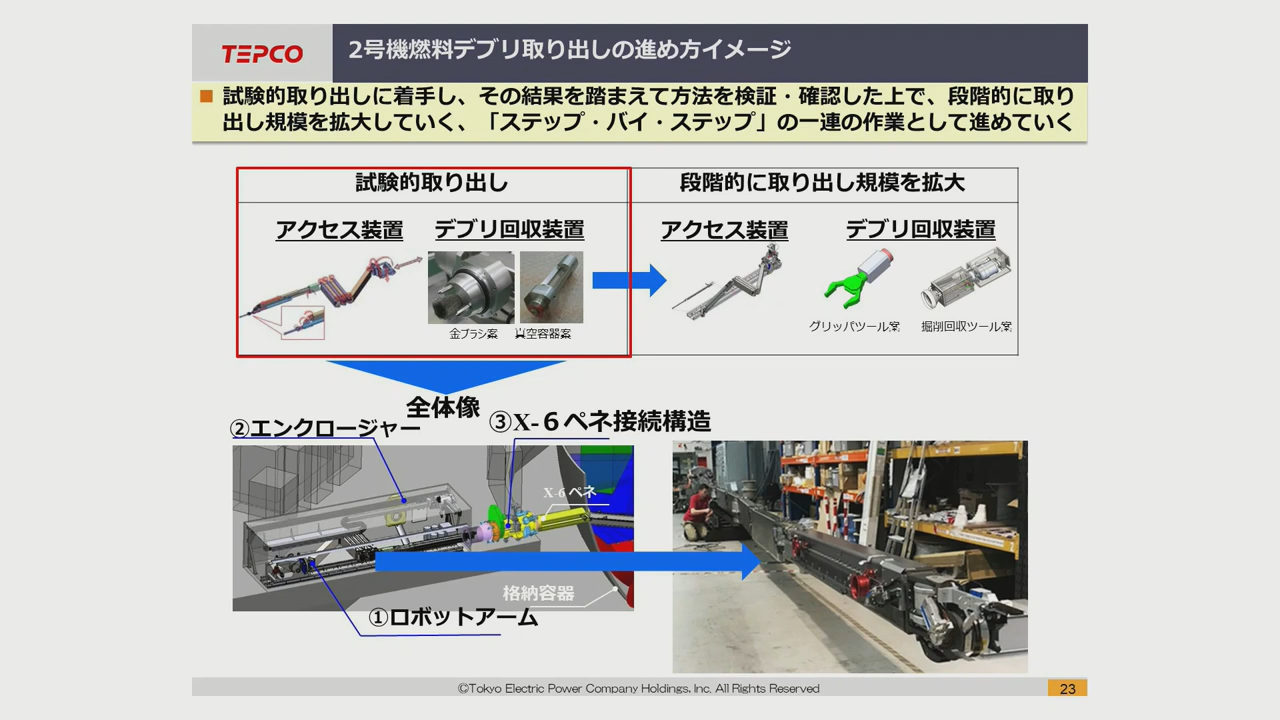 TEPCO
2号機燃料デブリ取り出しの進め方イメージ
■ 試験的取り出しに着手し、その結果を踏まえて方法を検証・確認した上で、段階的に取り
出し規模を拡大していく、「ステップ・バイ・ステップ」の一連の作業として進めていく
試験的取り出し
段階的に取り出し規模を拡大
アクセス装置
デブリ回収装置
アクセス装置
デブリ回収装置
金ブラシ案
真空容器案
グリッパツール案
掘削回収ツール案
全体像
②エンクロージャー
③X-6ペネ接続構造
X-6 ペネ
格納容器
①ロボットアーム
©Tokyo Electric Power Company Holdings, Inc. All Rights Reserved
23